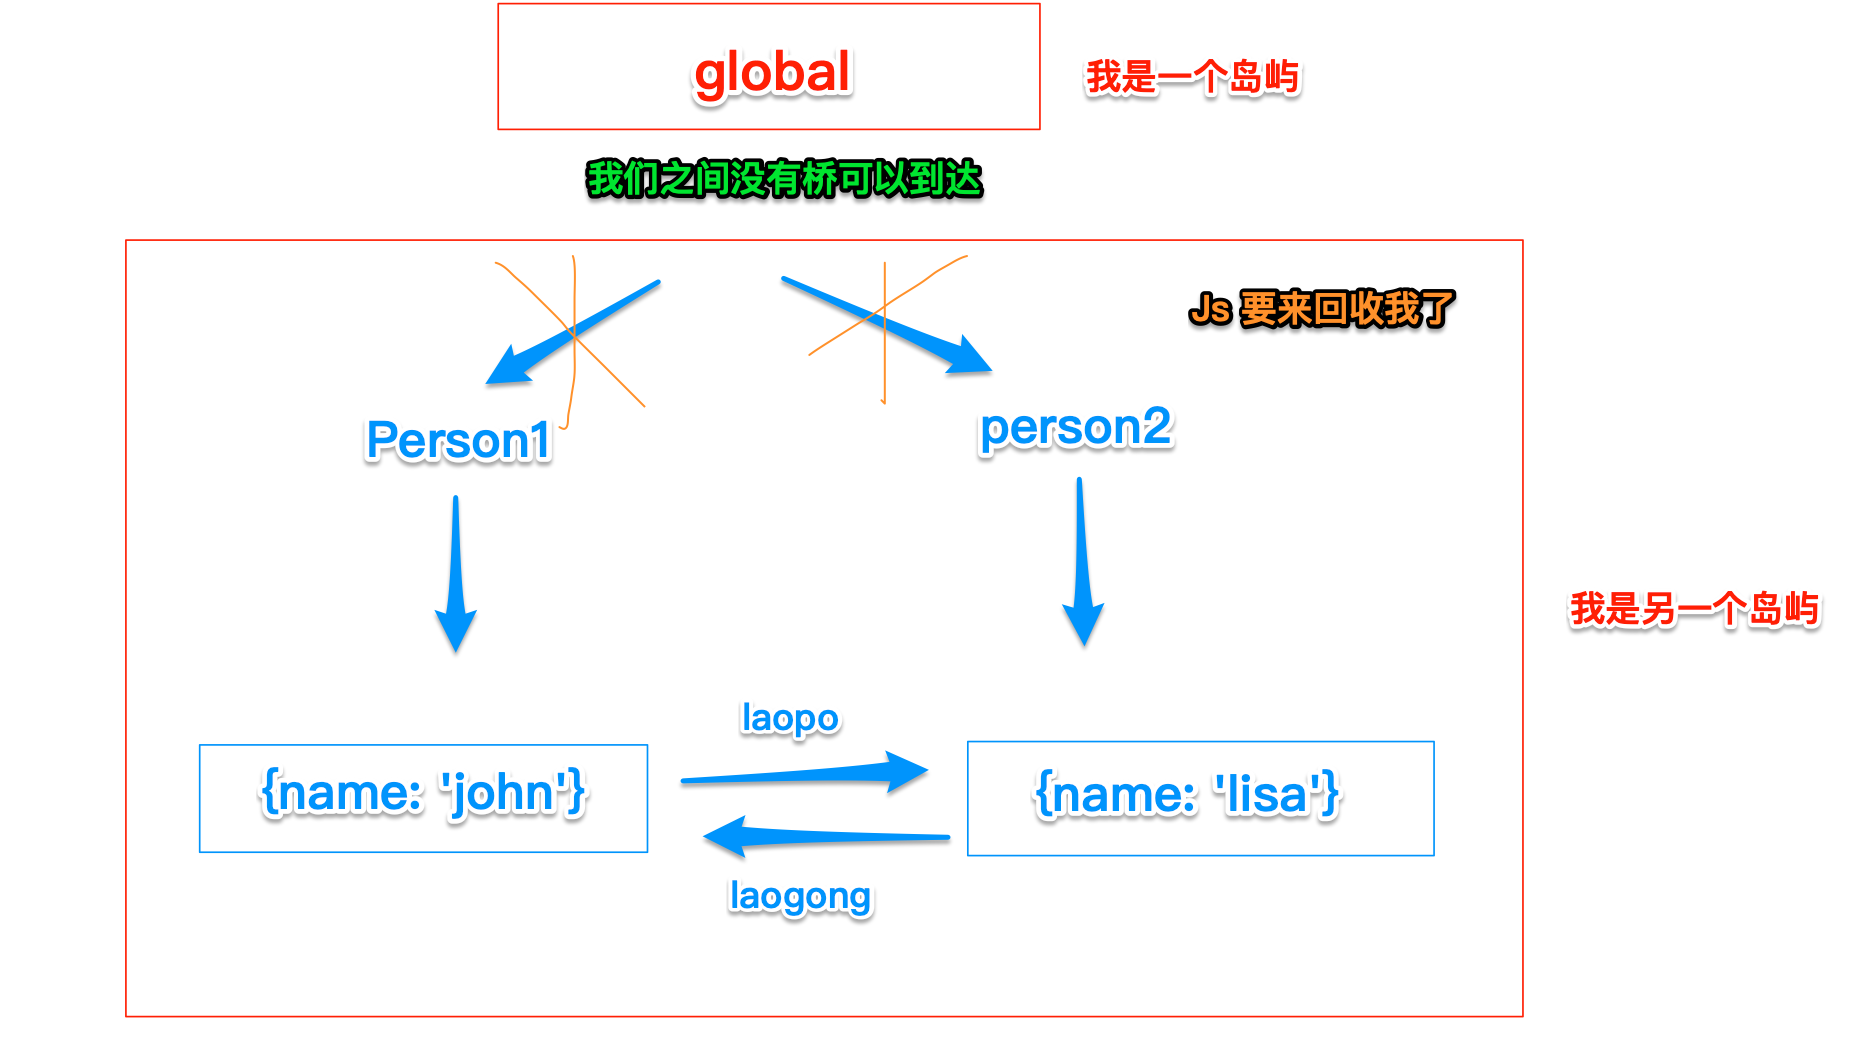 global
我是一个岛屿
我们之间没有桥可以到达
Js 要来回收我了
Person1
person2
我是另一个岛屿
laopo
{name: 'john'}
{name: 'lisa'}
laogong